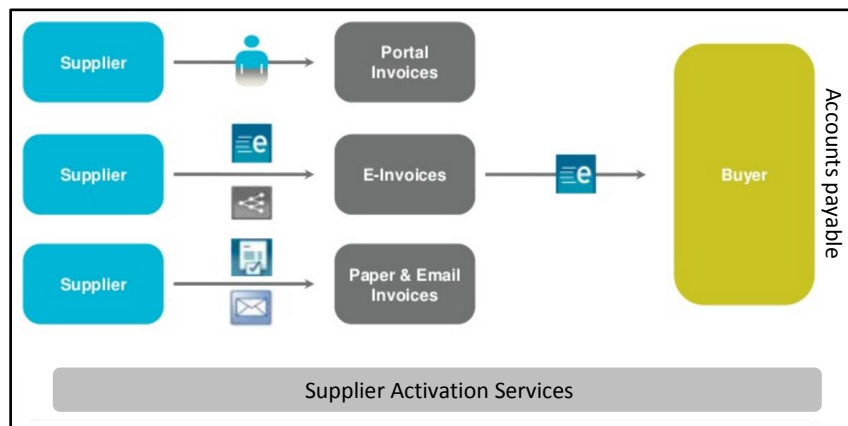 Supplier
Portal
Invoices
Supplier
E-Invoices
Buyer
Supplier
Paper & Email
Invoices
Accounts payable
Supplier Activation Services